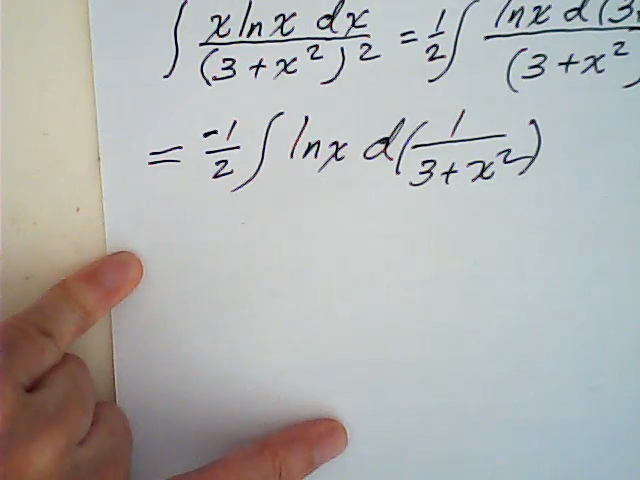 ∫ x ln x dx / (3 + x²)² = 1/2 ∫ ln x d(3 / (3 + x²)
= -1/2 ∫ ln x d(1 / (3 + x²))